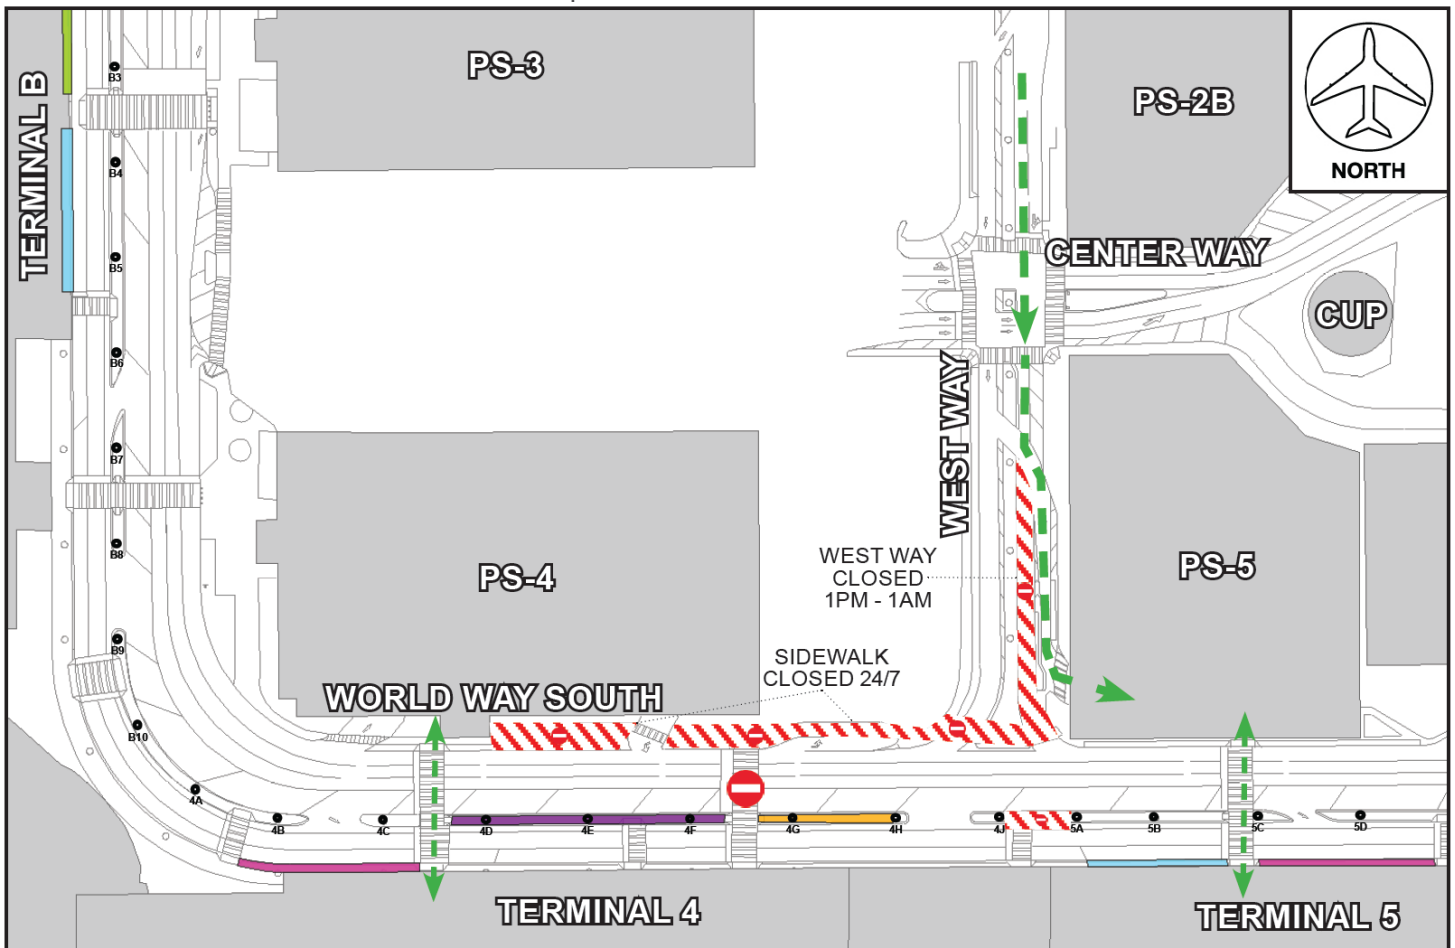 PS-3
PS-2B
NORTH
TERMINAL B
B3
B4
B5
B6
B7
B8
B9
B10
CENTER WAY
CUP
WEST WAY
PS-4
PS-5
WEST WAY
CLOSED
1PM - 1AM
SIDEWALK
CLOSED 24/7
WORLD WAY SOUTH
4A
4B
4C
4D
4E
4F
4G
4H
4J
5A
5B
5C
5D
TERMINAL 4
TERMINAL 5